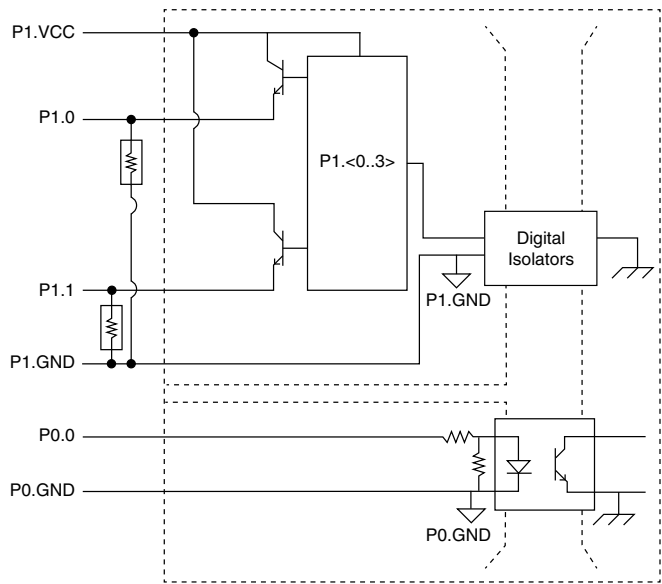 P1.VCC
P1.0
P1.<0..3>
Digital
Isolators
P1.1
P1.GND
P1.GND
P0.0
P0.GND
P0.GND